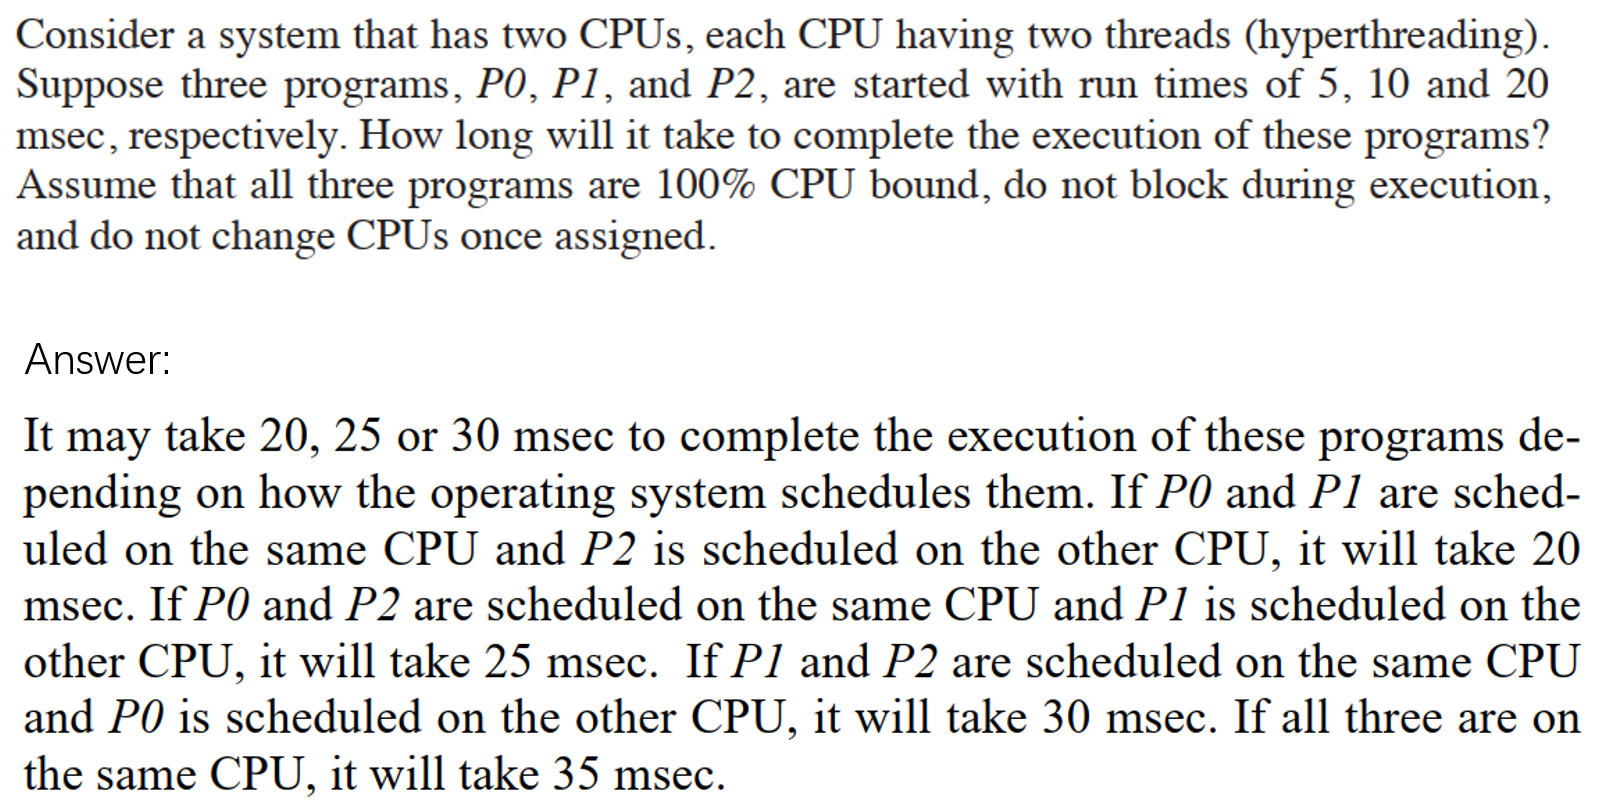 Consider a system that has two CPUs, each CPU having two threads (hyperthreading).
Suppose three programs, P0, P1, and P2, are started with run times of 5, 10 and 20
msec, respectively. How long will it take to complete the execution of these programs?
Assume that all three programs are 100% CPU bound, do not block during execution,
and do not change CPUs once assigned.
Answer:
It may take 20, 25 or 30 msec to complete the execution of these programs de-
pending on how the operating system schedules them. If P0 and P1 are sched-
uled on the same CPU and P2 is scheduled on the other CPU, it will take 20
msec. If P0 and P2 are scheduled on the same CPU and P1 is scheduled on the
other CPU, it will take 25 msec. If P1 and P2 are scheduled on the same CPU
and P0 is scheduled on the other CPU, it will take 30 msec. If all three are on
the same CPU, it will take 35 msec.